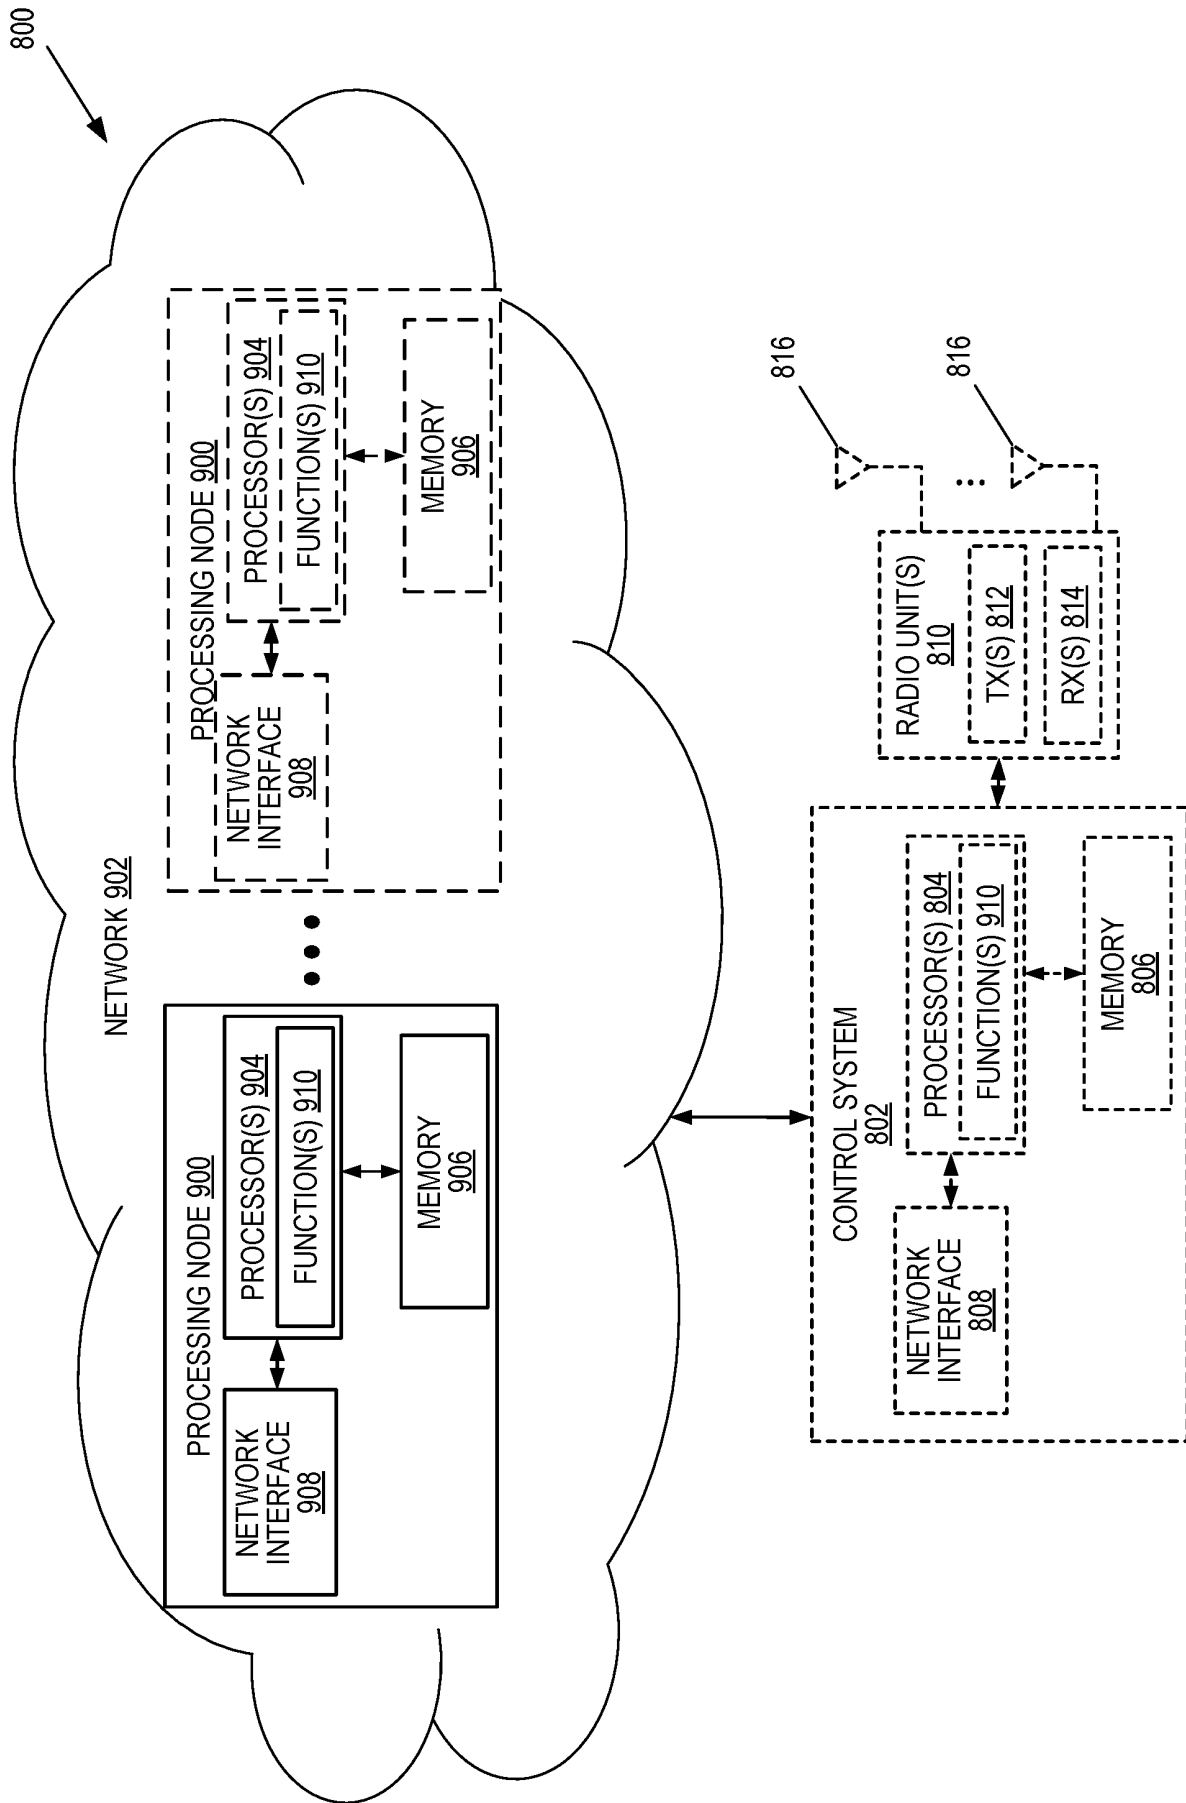 800
NETWORK 902
PROCESSING NODE 900
NETWORK
INTERFACE
908
PROCESSOR(S) 904
FUNCTION(S) 910
MEMORY
906
PROCESSING NODE 900
NETWORK
INTERFACE
908
PROCESSOR(S) 904
FUNCTION(S) 910
MEMORY
906
CONTROL SYSTEM
802
NETWORK
INTERFACE
808
PROCESSOR(S) 804
FUNCTION(S) 910
MEMORY
806
RADIO UNIT(S)
810
TX(S) 812
RX(S) 814
816
816